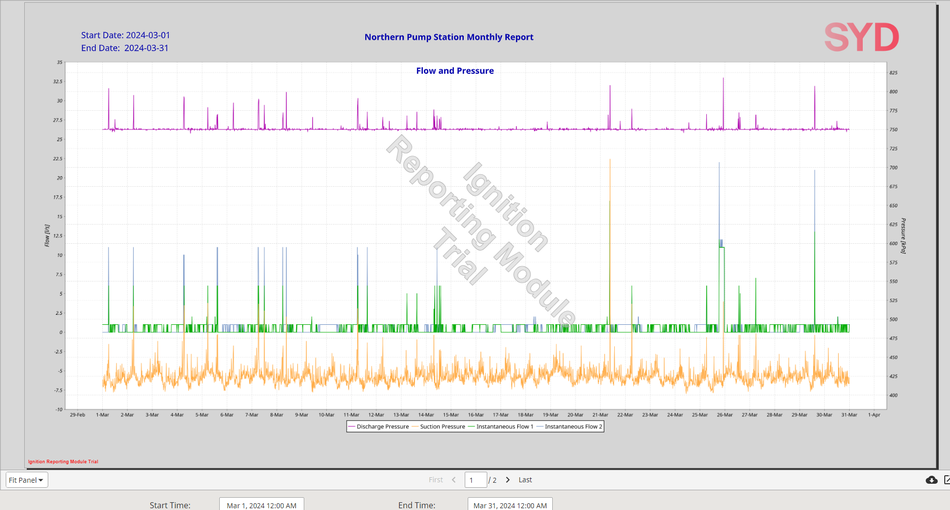 Start Date: 2024-03-01
End Date: 2024-03-31
Northern Pump Station Monthly Report
SYD
Flow and Pressure
35
32.5
30
27.5
25
22.5
20
17.5
15
12.5
10
7.5
5
2.5
0
-2.5
-5
-7.5
-10
Flow [l/s]
825
800
775
750
725
700
675
650
625
600
575
550
525
500
475
450
425
400
Pressure [kPa]
Ignition
Reporting Module
Trial
29-Feb 1-Mar 2-Mar 3-Mar 4-Mar 5-Mar 6-Mar 7-Mar 8-Mar 9-Mar 10-Mar 11-Mar 12-Mar 13-Mar 14-Mar 15-Mar 16-Mar 17-Mar 18-Mar 19-Mar 20-Mar 21-Mar 22-Mar 23-Mar 24-Mar 25-Mar 26-Mar 27-Mar 28-Mar 29-Mar 30-Mar 31-Mar 1-Apr
Discharge Pressure Suction Pressure Instantaneous Flow 1 Instantaneous Flow 2
Ignition Reporting Module Trial
Fit Panel First 1 / 2 Last
Start Time: Mar 1, 2024 12:00 AM End Time: Mar 31, 2024 12:00 AM